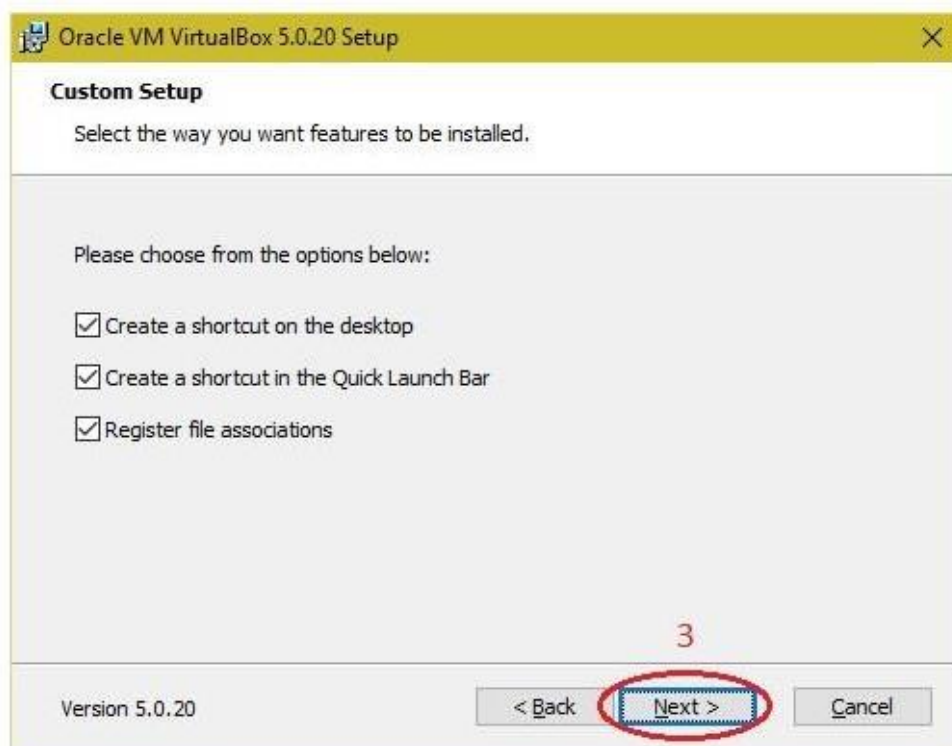 Oracle VM VirtualBox 5.0.20 Setup
Custom Setup
Select the way you want features to be installed.
Please choose from the options below:
Create a shortcut on the desktop
Create a shortcut in the Quick Launch Bar
Register file associations
3
Version 5.0.20
< Back
Next >
Cancel